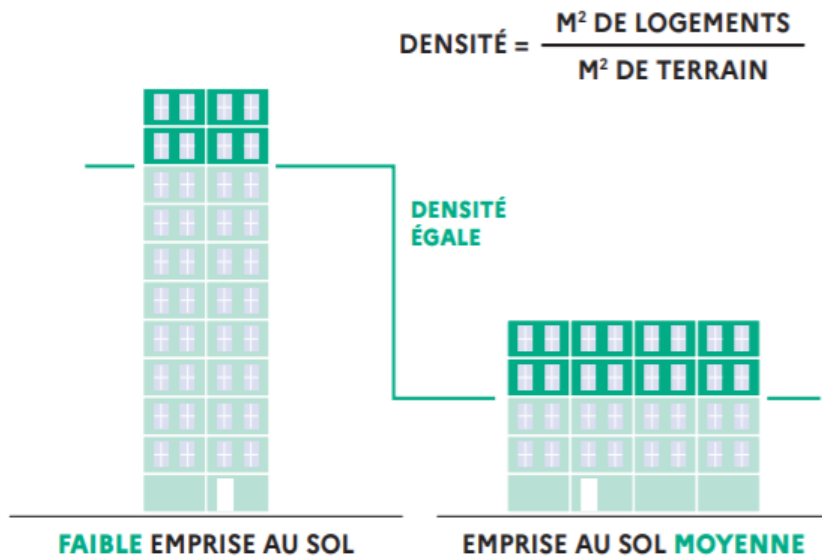 DENSITÉ = M² DE LOGEMENTS
M² DE TERRAIN
DENSITÉ
ÉGALE
FAIBLE EMPRISE AU SOL
EMPRISE AU SOL MOYENNE